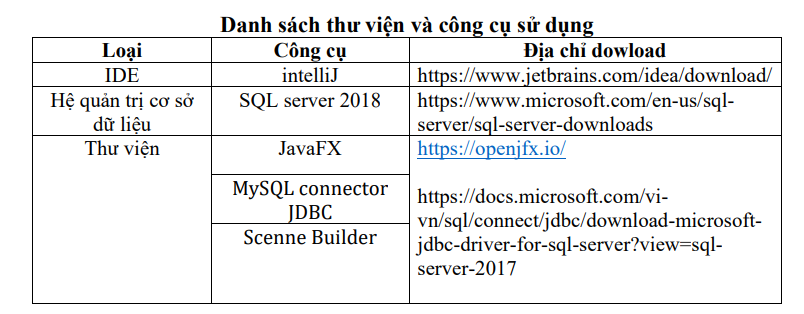 Danh sách thư viện và công cụ sử dụng
Loại Công cụ Địa chỉ dowload
IDE intelliJ https://www.jetbrains.com/idea/download/
Hệ quản trị cơ sở dữ liệu
SQL server 2018
https://www.microsoft.com/en-us/sql-
server/sql-server-downloads
Thư viện JavaFX https://openjfx.io/
MySQL connector
JDBC
Scenne Builder
https://docs.microsoft.com/vi-
vn/sql/connect/jdbc/download-microsoft-
jdbc-driver-for-sql-server?view=sql-
server-2017